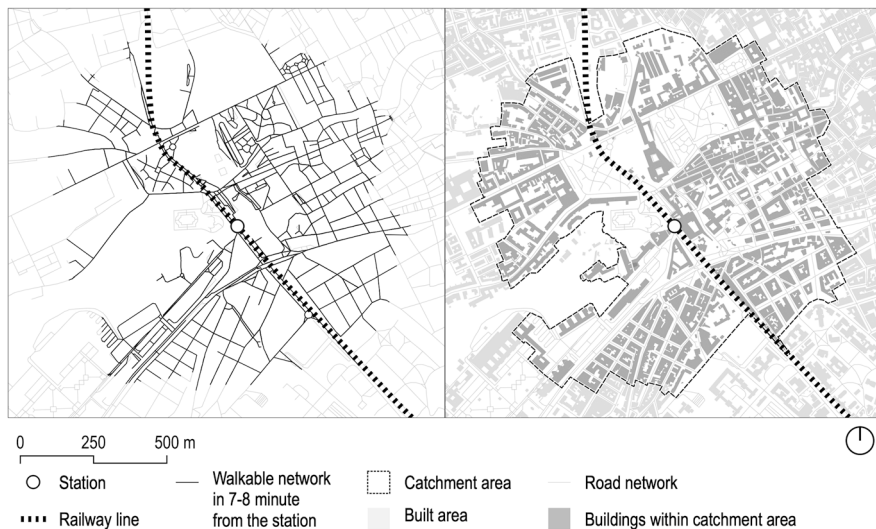 0 250 500 m
Station
Railway line
Walkable network
in 7-8 minute
from the station
Catchment area
Built area
Road network
Buildings within catchment area